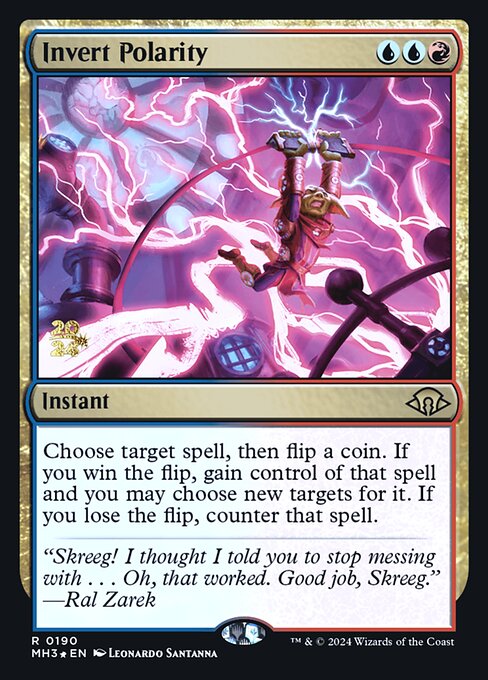 Invert Polarity
20
24
Instant
Choose target spell, then flip a coin. If
you win the flip, gain control of that spell
and you may choose new targets for it. If
you lose the flip, counter that spell.
“Skreeg! I thought I told you to stop messing
with . . . Oh, that worked. Good job, Skreeg.”
—Ral Zarek
R 0190
MH3★EN Leonardo Santanna
™ & © 2024 Wizards of the Coast